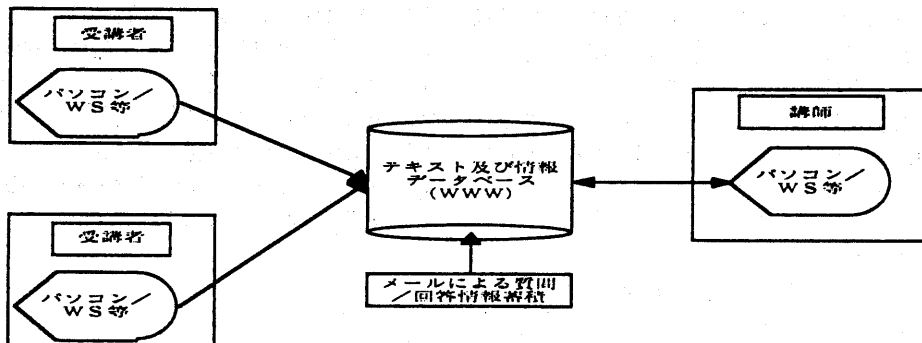 受講者
パソコン/
WS等
テキスト及び情報
データベース
(WWW)
講師
パソコン/
WS等
受講者
パソコン/
WS等
メールによる質問
/回答情報蓄積